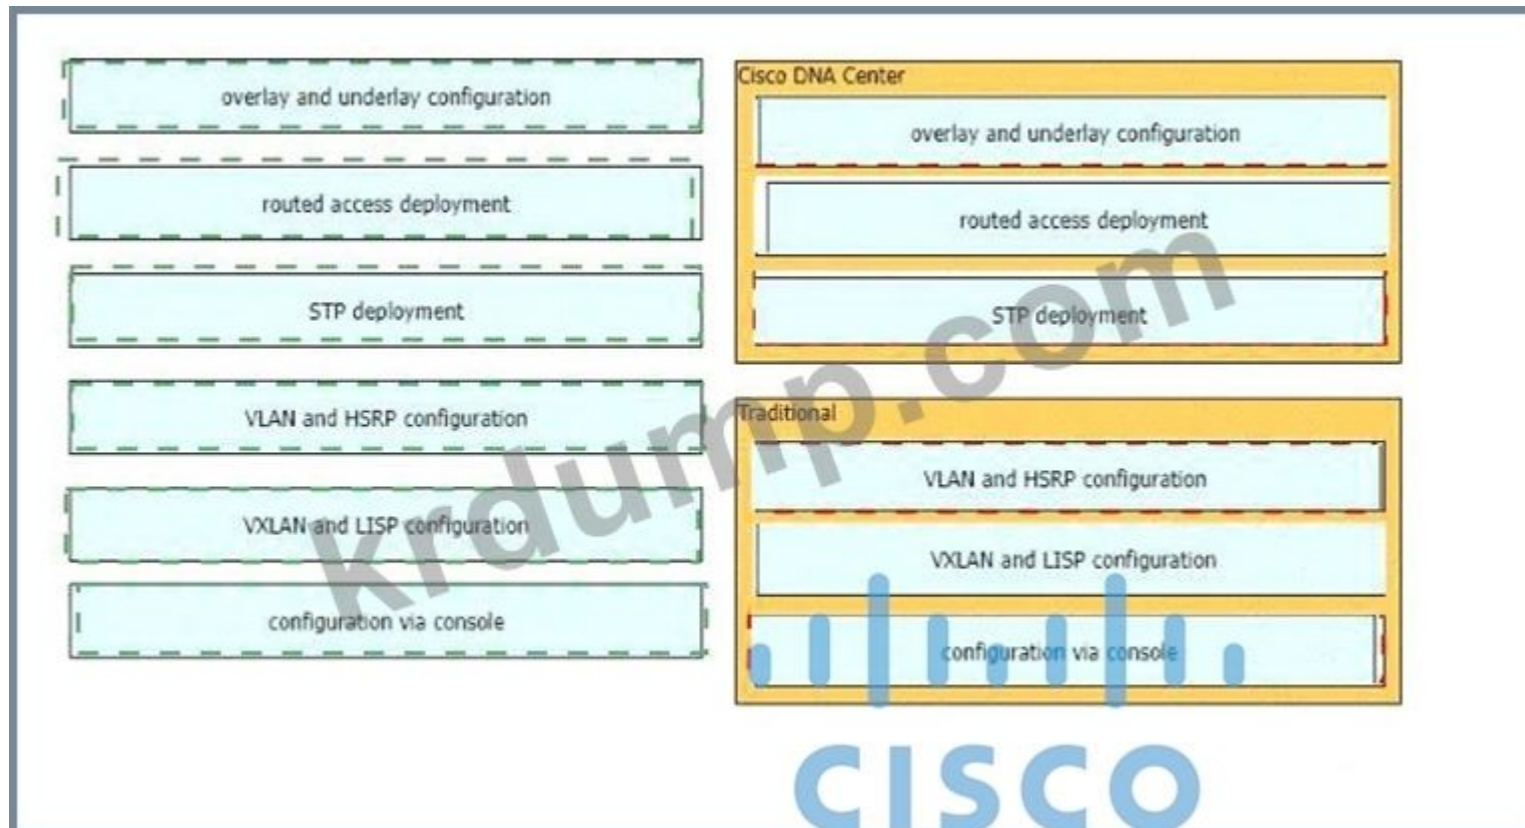 overlay and underlay configuration
routed access deployment
STP deployment
VLAN and HSRP configuration
VXLAN and LISP configuration
configuration via console
Cisco DNA Center
overlay and underlay configuration
routed access deployment
STP deployment
Traditional
VLAN and HSRP configuration
VXLAN and LISP configuration
configuration via console
krdump.com
CISCO